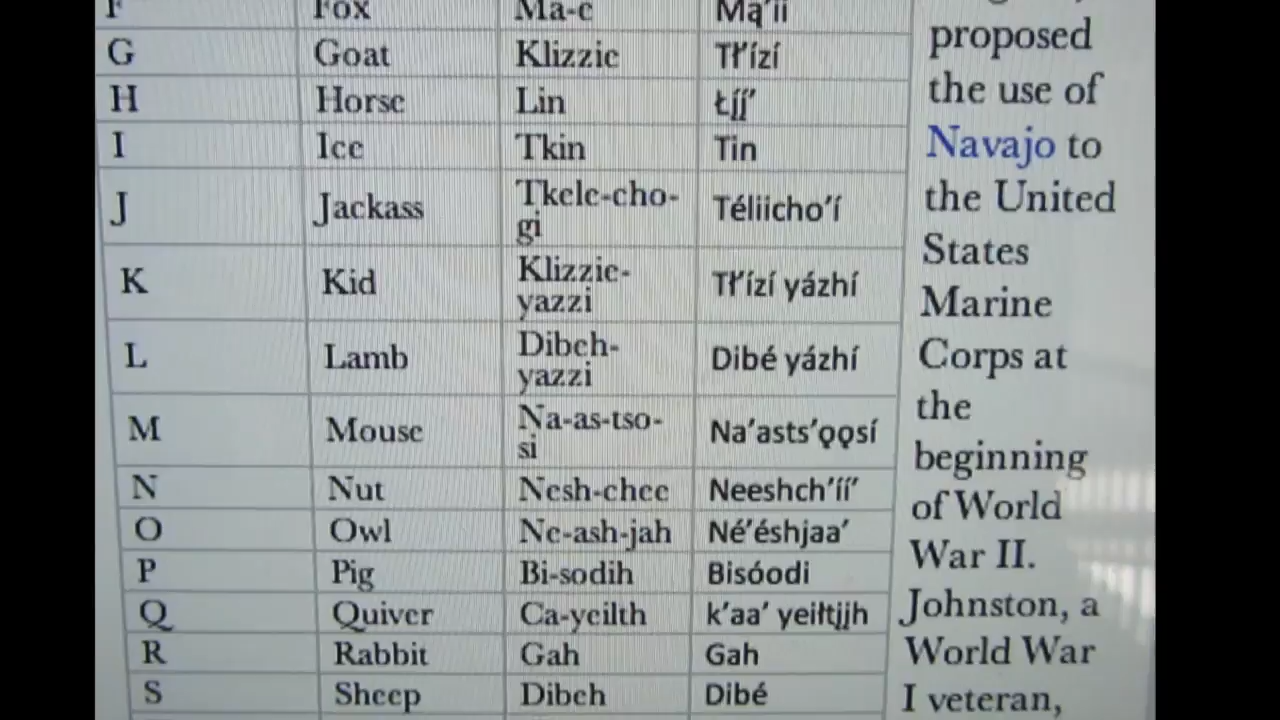 F Fox Ma-e Mąʼii
G Goat Klizzie Tłʼízí
H Horse Lin Łį́į́ʼ
I Ice Tkin Tin
J Jackass Tkele-cho-
gi Téliichoʼí
K Kid Klizzie-
yazzi Tłʼízí yázhí
L Lamb Dibeh-
yazzi Dibé yázhí
M Mouse Na-as-tso-
si Naʼastsʼǫǫsí
N Nut Nesh-chee Neeshchʼííʼ
O Owl Ne-ash-jah Néʼéshjaaʼ
P Pig Bi-sodih Bisóodi
Q Quiver Ca-yeilth kʼaaʼ yeiłtįįh
R Rabbit Gah Gah
S Sheep Dibeh Dibé
proposed
the use of
Navajo to
the United
States
Marine
Corps at
the
beginning
of World
War II.
Johnston, a
World War
I veteran,